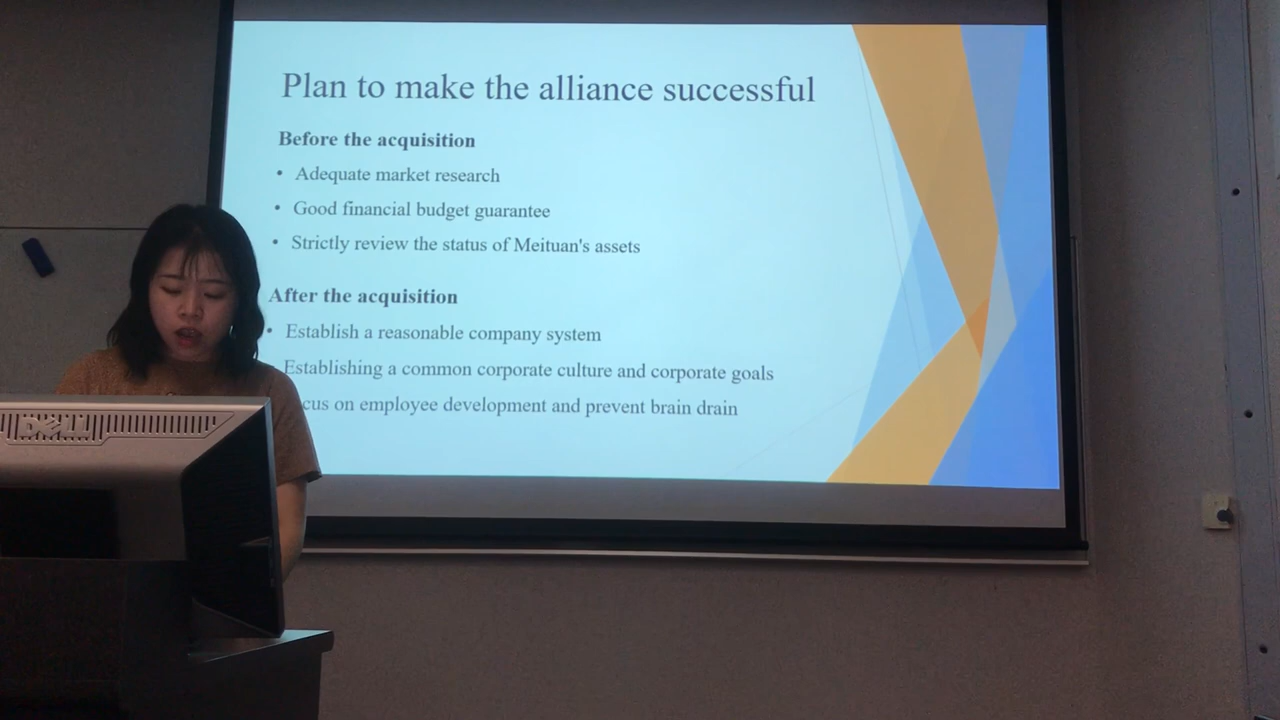 Plan to make the alliance successful
Before the acquisition
• Adequate market research
• Good financial budget guarantee
• Strictly review the status of Meituan's assets
After the acquisition
• Establish a reasonable company system
Establishing a common corporate culture and corporate goals
cus on employee development and prevent brain drain
DELL